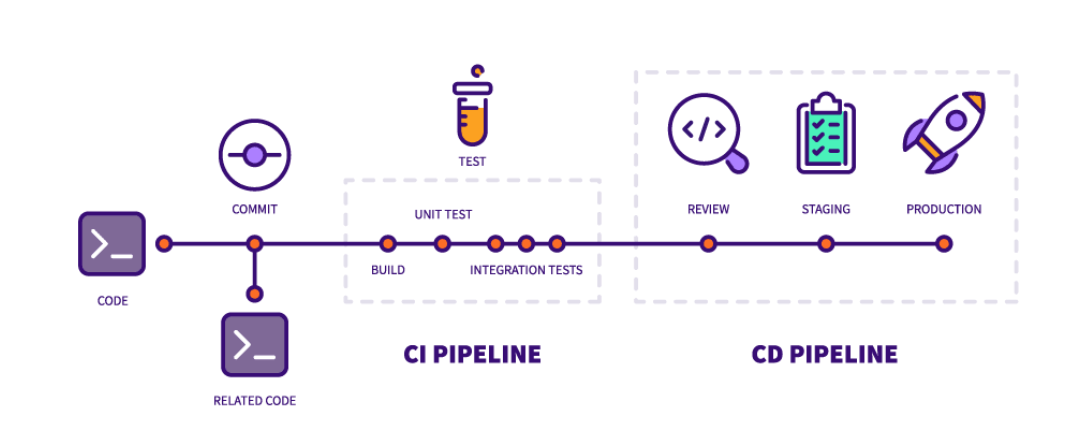 TEST
COMMIT
REVIEW
STAGING
PRODUCTION
UNIT TEST
BUILD
INTEGRATION TESTS
CODE
CI PIPELINE
CD PIPELINE
RELATED CODE